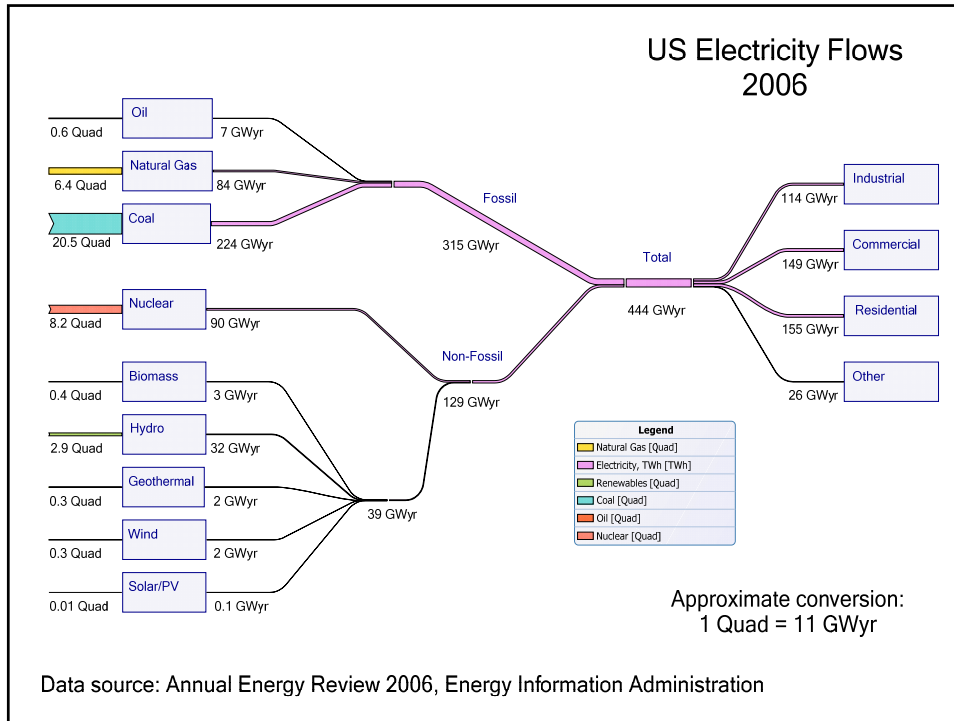 US Electricity Flows
2006
Oil
0.6 Quad
7 GWyr
Natural Gas
6.4 Quad
84 GWyr
Coal
20.5 Quad
224 GWyr
Fossil
315 GWyr
Nuclear
8.2 Quad
90 GWyr
Non-Fossil
129 GWyr
Biomass
0.4 Quad
3 GWyr
Hydro
2.9 Quad
32 GWyr
Geothermal
0.3 Quad
2 GWyr
39 GWyr
Wind
0.3 Quad
2 GWyr
Solar/PV
0.01 Quad
0.1 GWyr
Total
444 GWyr
Industrial
114 GWyr
Commercial
149 GWyr
Residential
155 GWyr
Other
26 GWyr
Legend
Natural Gas [Quad]
Electricity, TWh [TWh]
Renewables [Quad]
Coal [Quad]
Oil [Quad]
Nuclear [Quad]
Approximate conversion:
1 Quad = 11 GWyr
Data source: Annual Energy Review 2006, Energy Information Administration